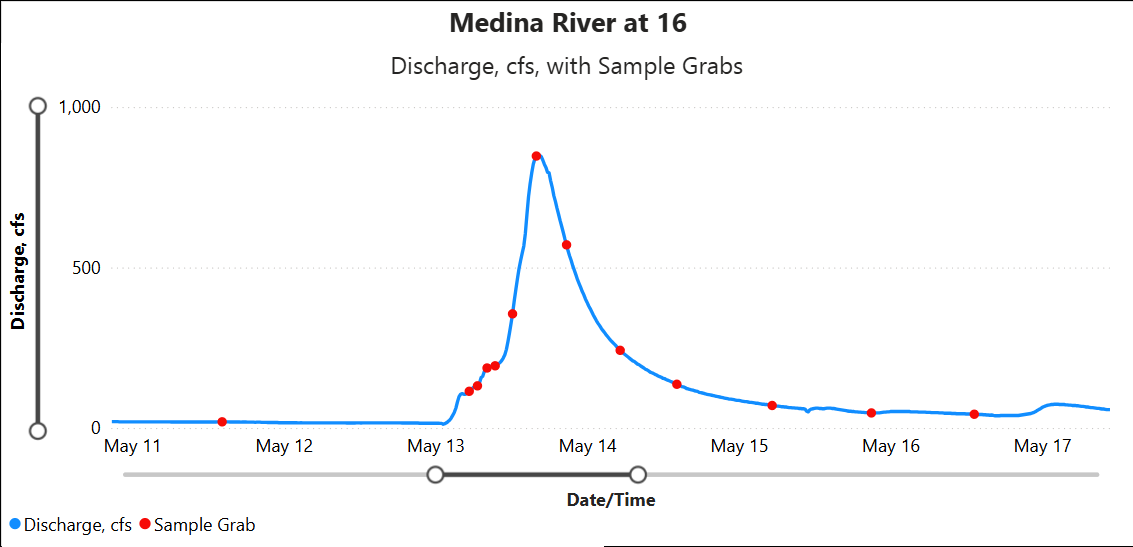 Medina River at 16
Discharge, cfs, with Sample Grabs
1,000
500
0
Discharge, cfs
May 11 May 12 May 13 May 14 May 15 May 16 May 17
Date/Time
Discharge, cfs Sample Grab